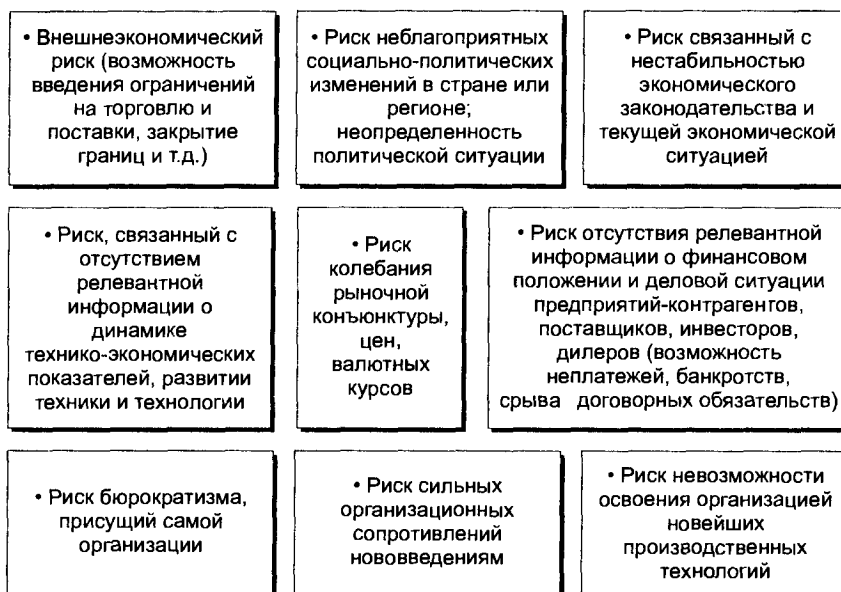 • Внешнеэкономический
риск (возможность
введения ограничений
на торговлю и
поставки, закрытие
границ и т.д.)
• Риск неблагоприятных
социально-политических
изменений в стране или
регионе;
неопределенность
политической ситуации
• Риск связанный с
нестабильностью
экономического
законодательства и
текущей экономической
ситуацией
• Риск, связанный с
отсутствием
релевантной
информации о
динамике
технико-экономических
показателей, развитии
техники и технологии
• Риск
колебания
рыночной
конъюнктуры,
цен,
валютных
курсов
• Риск отсутствия релевантной
информации о финансовом
положении и деловой ситуации
предприятий-контрагентов,
поставщиков, инвесторов,
дилеров (возможность
неплатежей, банкротств,
срыва договорных обязательств)
• Риск бюрократизма,
присущий самой
организации
• Риск сильных
организационных
сопротивлений
нововведениям
• Риск невозможности
освоения организацией
новейших
производственных
технологий